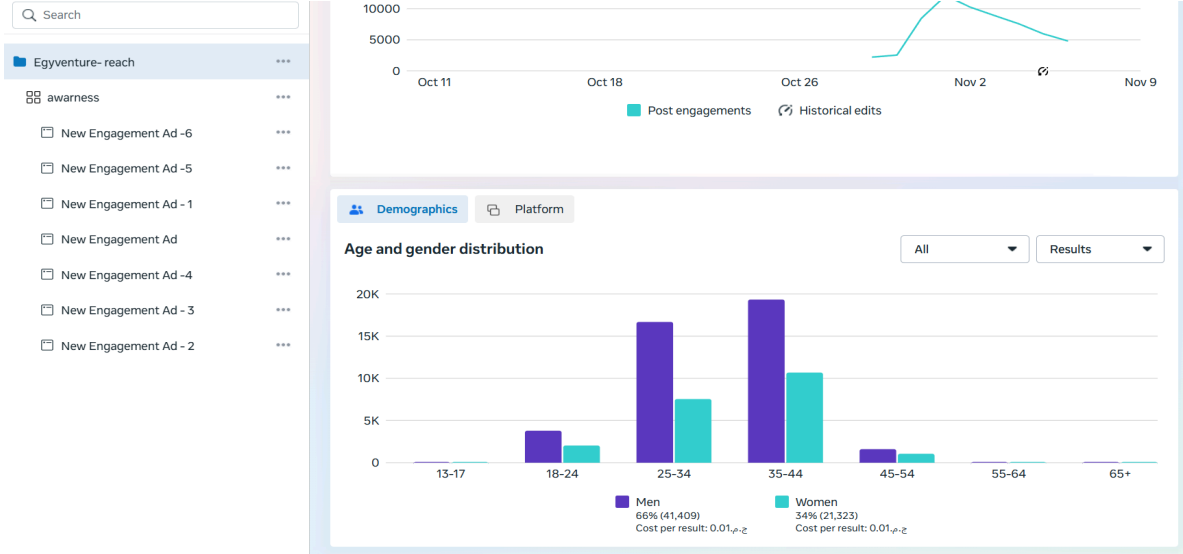 Search
Egyventure- reach
awarness
New Engagement Ad -6
New Engagement Ad -5
New Engagement Ad - 1
New Engagement Ad
New Engagement Ad -4
New Engagement Ad - 3
New Engagement Ad - 2
10000
5000
0
Oct 11 Oct 18 Oct 26 Nov 2 Nov 9
Post engagements Historical edits
Demographics Platform
Age and gender distribution All Results
20K
15K
10K
5K
0
13-17 18-24 25-34 35-44 45-54 55-64 65+
Men Women
66% (41,409) 34% (21,323)
Cost per result: 0.01.ج.م Cost per result: 0.01.ج.م